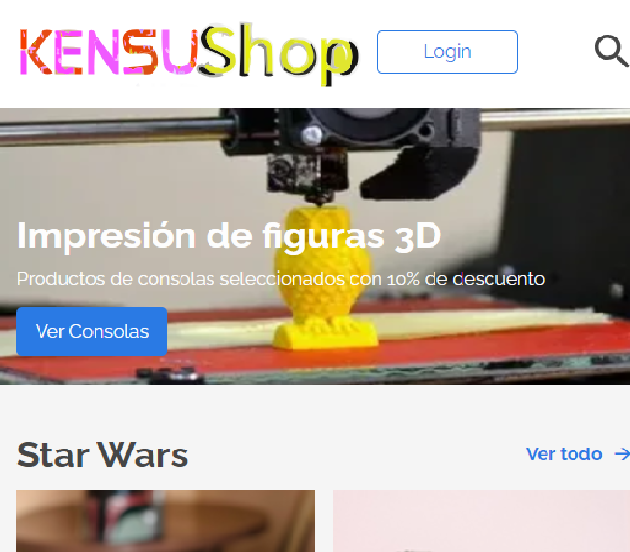 KENSUShop
Login
Impresión de figuras 3D
Productos de consolas seleccionados con 10% de descuento
Ver Consolas
Star Wars
Ver todo →